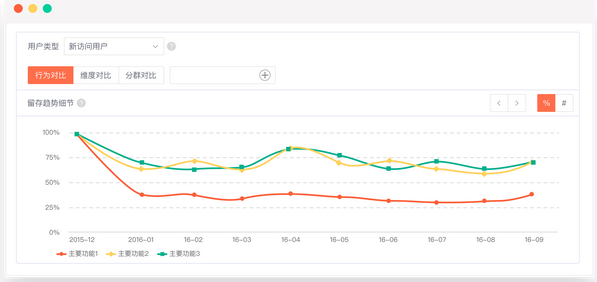 用户类型 新访问用户 ?
行为对比 维度对比 分群对比
留存趋势细节 ? < > % #
100%
75%
50%
25%
0%
2015-12 2016-01 16-02 16-03 16-04 16-05 16-06 16-07 16-08 16-09
主要功能1 主要功能2 主要功能3